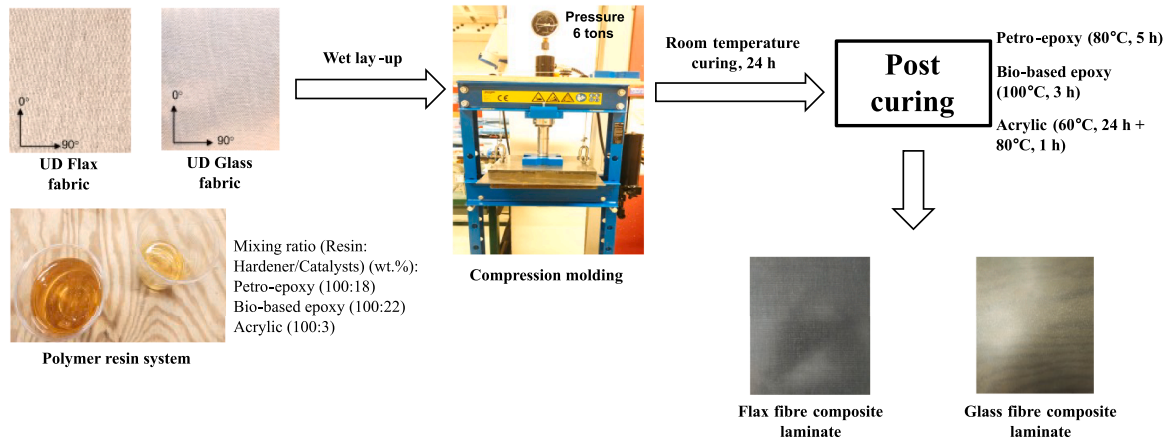 0°
90°
UD Flax
fabric
0°
90°
UD Glass
fabric
Wet lay-up
Pressure
6 tons
CE
Compression molding
Room temperature
curing, 24 h
Post
curing
Petro-epoxy (80°C, 5 h)
Bio-based epoxy
(100°C, 3 h)
Acrylic (60°C, 24 h +
80°C, 1 h)
Mixing ratio (Resin:
Hardener/Catalysts) (wt.%):
Petro-epoxy (100:18)
Bio-based epoxy (100:22)
Acrylic (100:3)
Polymer resin system
Flax fibre composite
laminate
Glass fibre composite
laminate